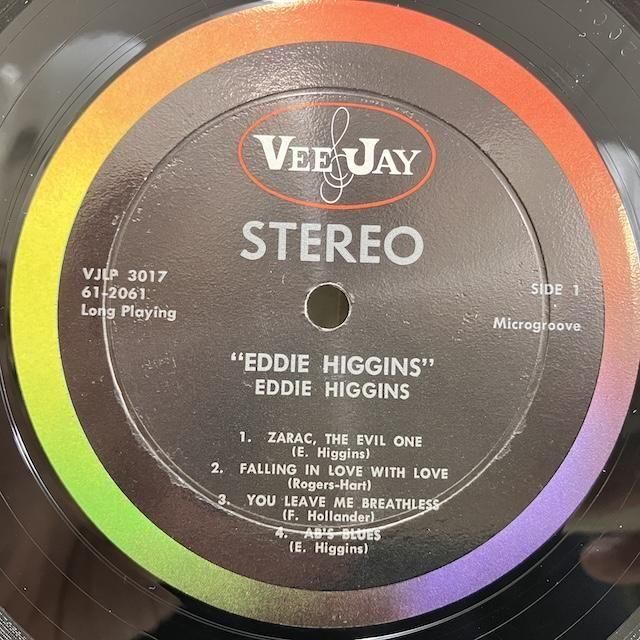 VEE JAY
STEREO
VJLP 3017
61-2061
Long Playing
SIDE 1
Microgroove
"EDDIE HIGGINS"
EDDIE HIGGINS
1. ZARAC, THE EVIL ONE
(E. Higgins)
2. FALLING IN LOVE WITH LOVE
(Rogers-Hart)
3. YOU LEAVE ME BREATHLESS
(F. Hollander)
4. AB'S BLUES
(E. Higgins)